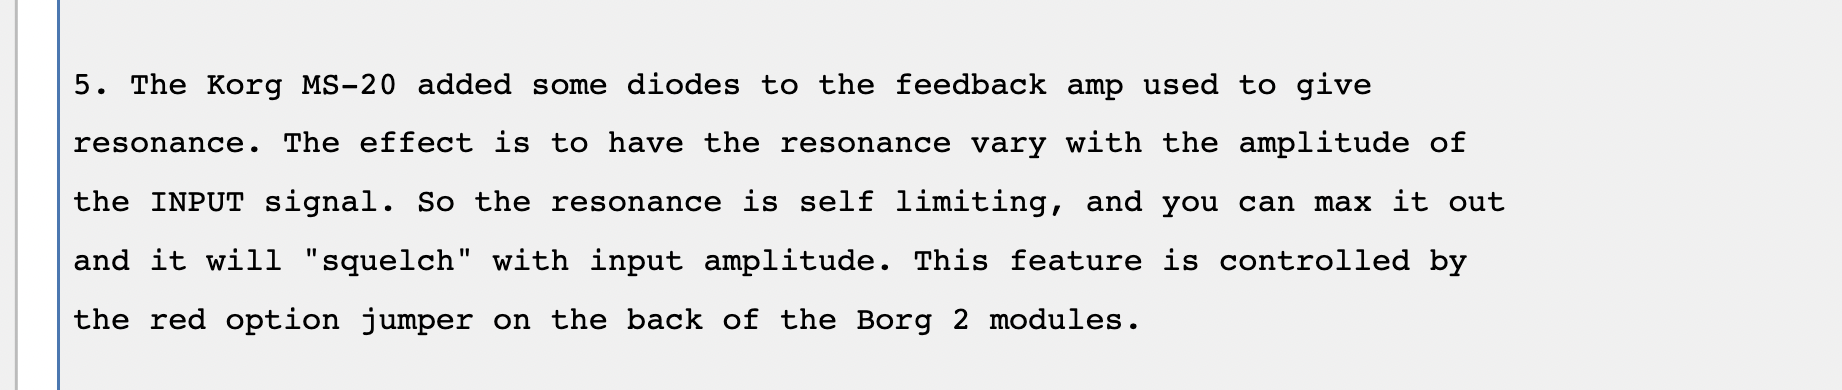 5. The Korg MS-20 added some diodes to the feedback amp used to give
resonance. The effect is to have the resonance vary with the amplitude of
the INPUT signal. So the resonance is self limiting, and you can max it out
and it will "squelch" with input amplitude. This feature is controlled by
the red option jumper on the back of the Borg 2 modules.